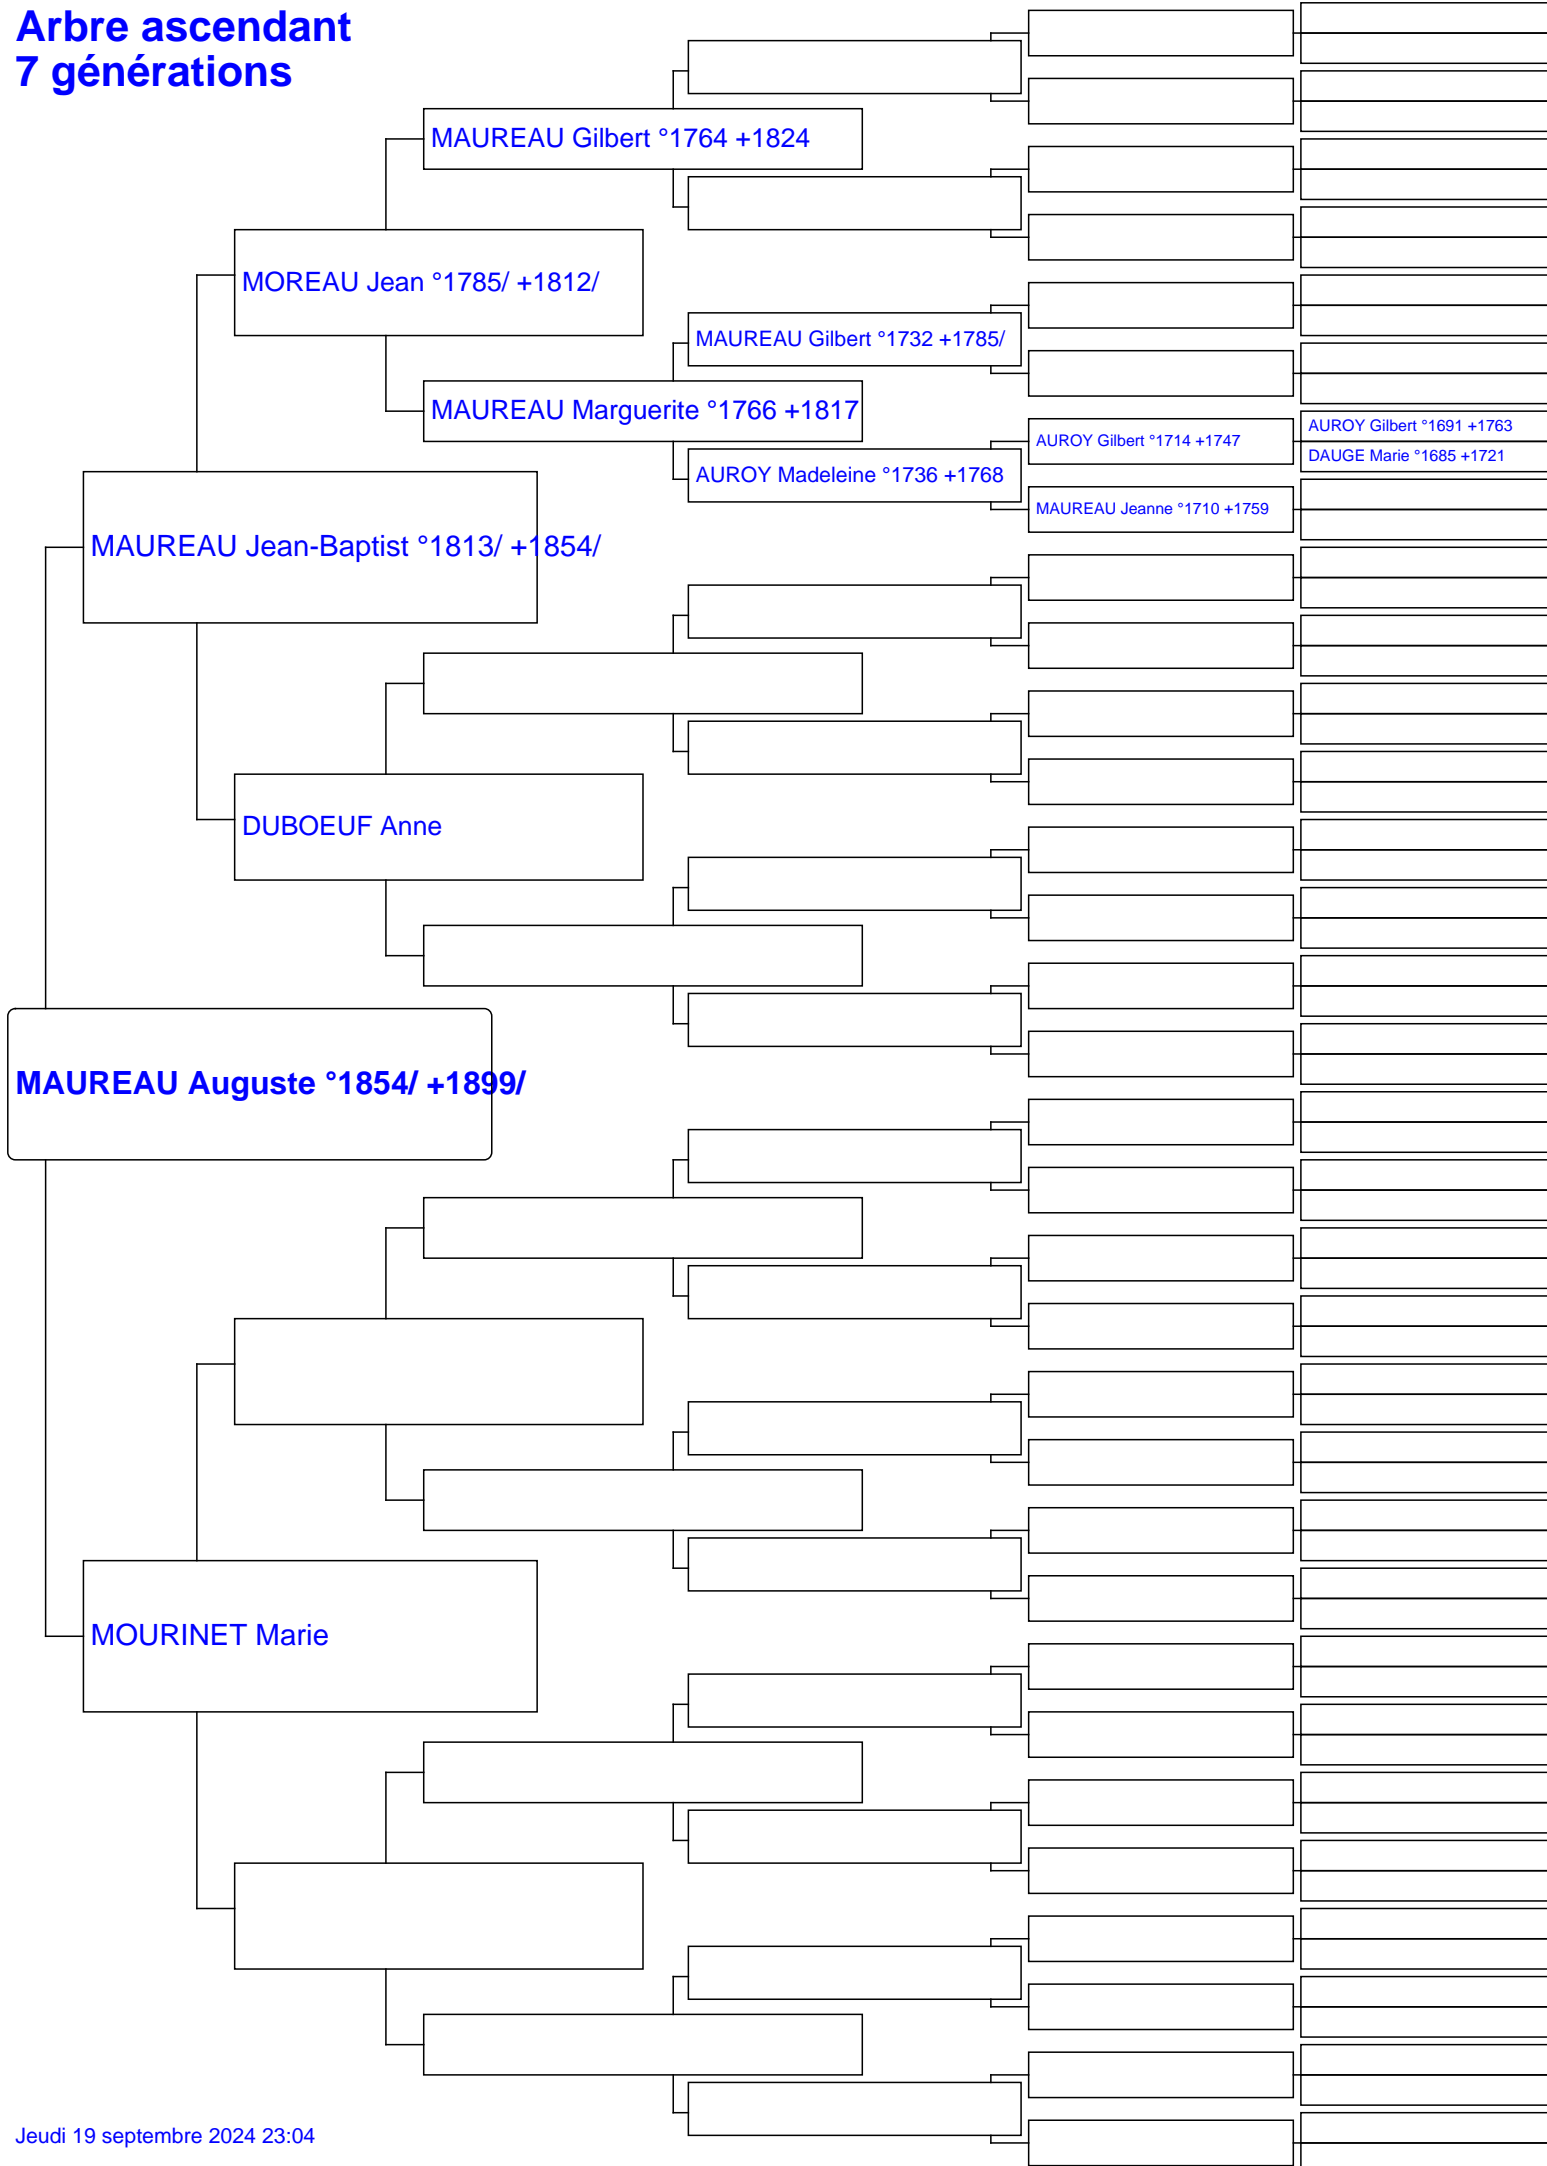 Arbre ascendant
7 générations
MAUREAU Gilbert °1764 +1824
MOREAU Jean °1785/ +1812/
MAUREAU Gilbert °1732 +1785/
MAUREAU Marguerite °1766 +1817
AUROY Gilbert °1691 +1763
AUROY Gilbert °1714 +1747
DAUGE Marie °1685 +1721
AUROY Madeleine °1736 +1768
MAUREAU Jeanne °1710 +1759
MAUREAU Jean-Baptist °1813/ +1854/
DUBOEUF Anne
MAUREAU Auguste °1854/ +1899/
MOURINET Marie
Jeudi 19 septembre 2024 23:04